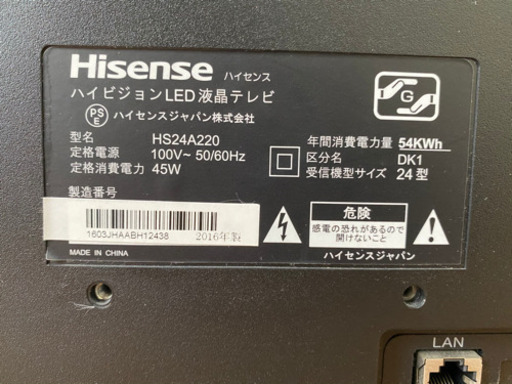 Hisense ハイセンス
ハイビジョンLED液晶テレビ
PSE ハイセンスジャパン株式会社
G
型名 HS24A220
定格電源 100V~ 50/60Hz
定格消費電力 45W
年間消費電力量 54KWh
区分名 DK1
受信機型サイズ 24 型
製造番号
1603JHAABH12438 2016年製
MADE IN CHINA
危険
感電の恐れがあるので
開けないこと
ハイセンスジャパン
LAN